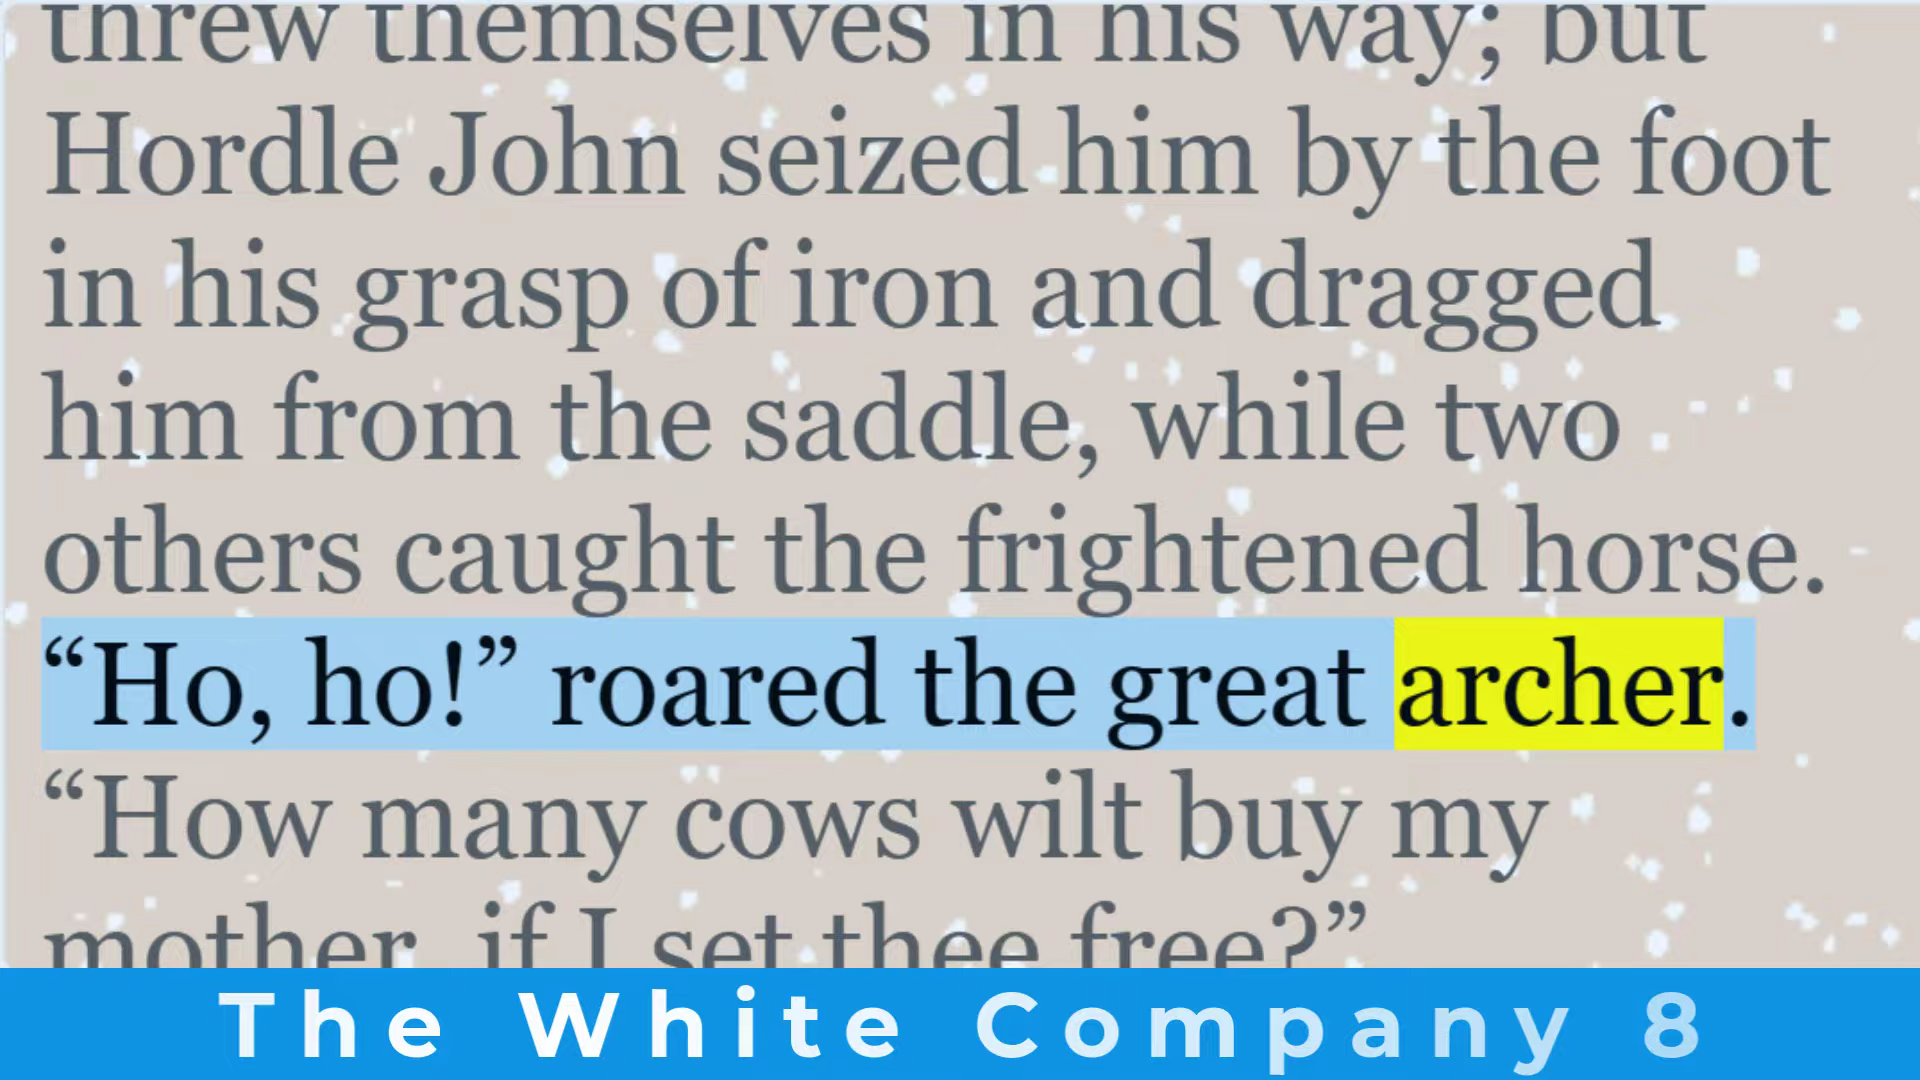 threw themselves in his way; but
Hordle John seized him by the foot
in his grasp of iron and dragged
him from the saddle, while two
others caught the frightened horse.
“Ho, ho!” roared the great archer.
“How many cows wilt buy my
mother, if I set thee free?”
The White Company 8